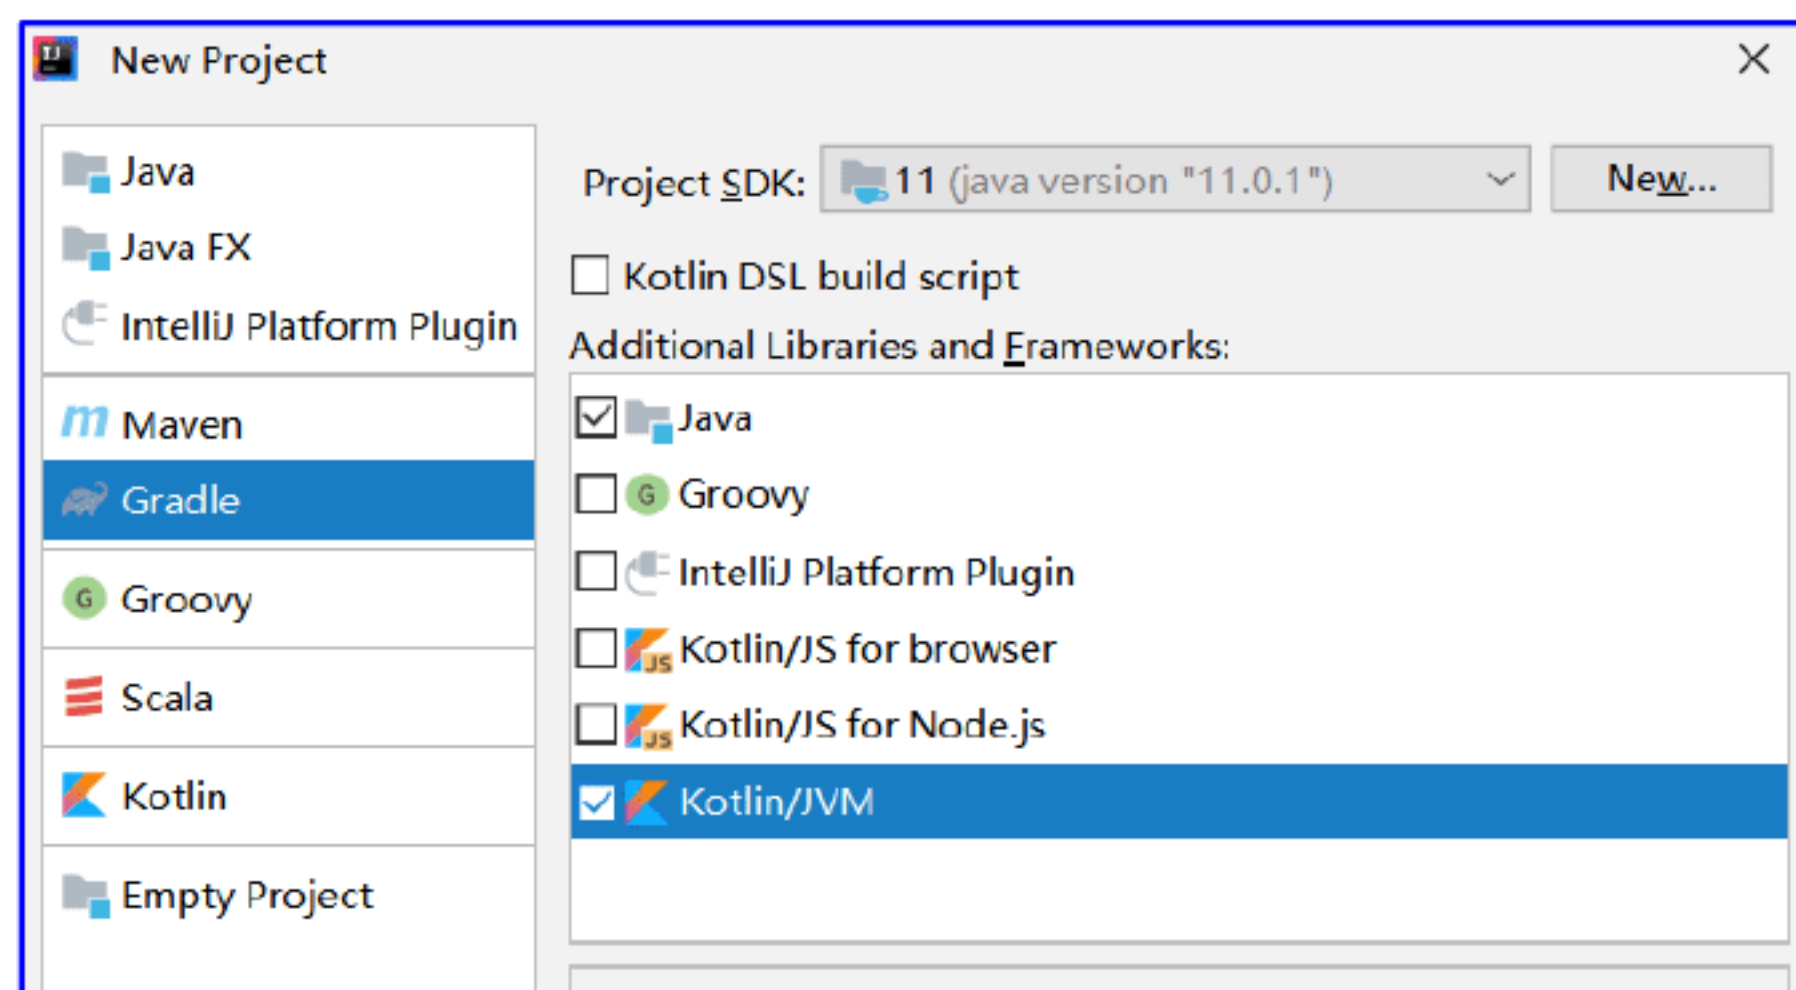 New Project
Java
Java FX
IntelliJ Platform Plugin
Maven
Gradle
Groovy
Scala
Kotlin
Empty Project
Project SDK: 11 (java version "11.0.1") New...
Kotlin DSL build script
Additional Libraries and Frameworks:
Java
Groovy
IntelliJ Platform Plugin
Kotlin/JS for browser
Kotlin/JS for Node.js
Kotlin/JVM